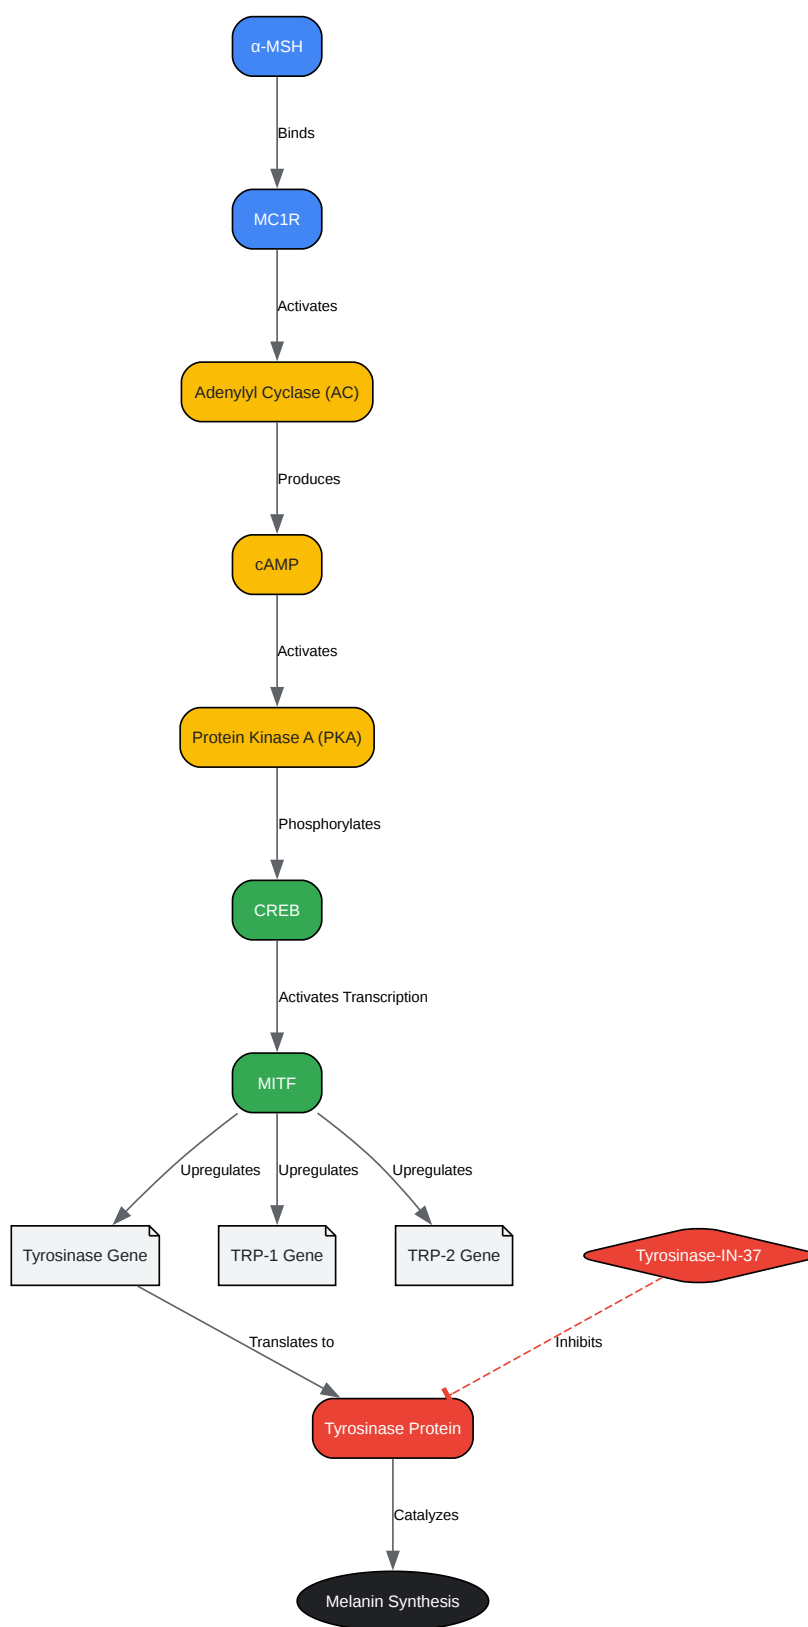 α-MSH
Binds
MC1R
Activates
Adenylyl Cyclase (AC)
Produces
cAMP
Activates
Protein Kinase A (PKA)
Phosphorylates
CREB
Activates Transcription
MITF
Upregulates
Upregulates
Upregulates
Tyrosinase Gene
TRP-1 Gene
TRP-2 Gene
Tyrosinase-IN-37
Translates to
Inhibits
Tyrosinase Protein
Catalyzes
Melanin Synthesis